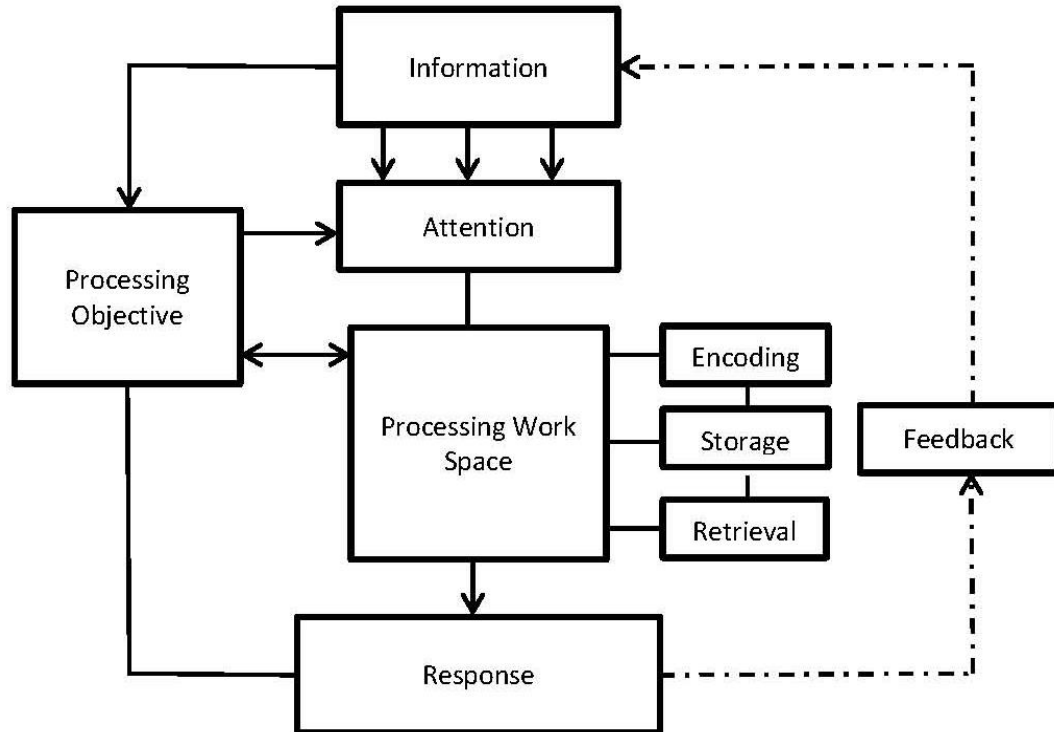 Information
Attention
Processing
Objective
Processing Work
Space
Encoding
Storage
Retrieval
Feedback
Response